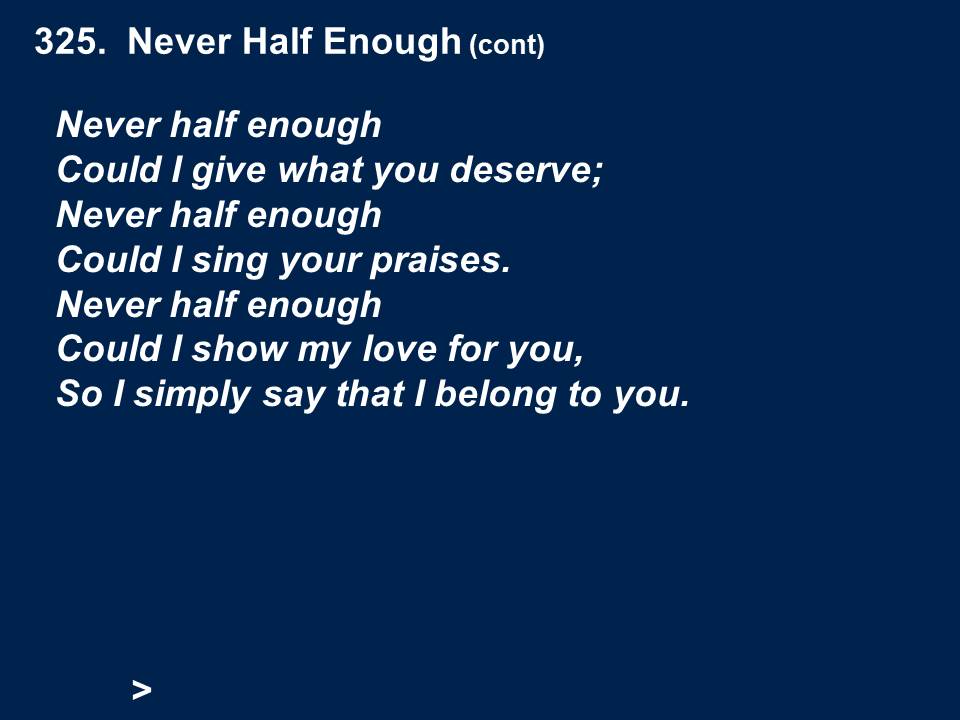 325. Never Half Enough (cont)
Never half enough
Could I give what you deserve;
Never half enough
Could I sing your praises.
Never half enough
Could I show my love for you,
So I simply say that I belong to you.
>